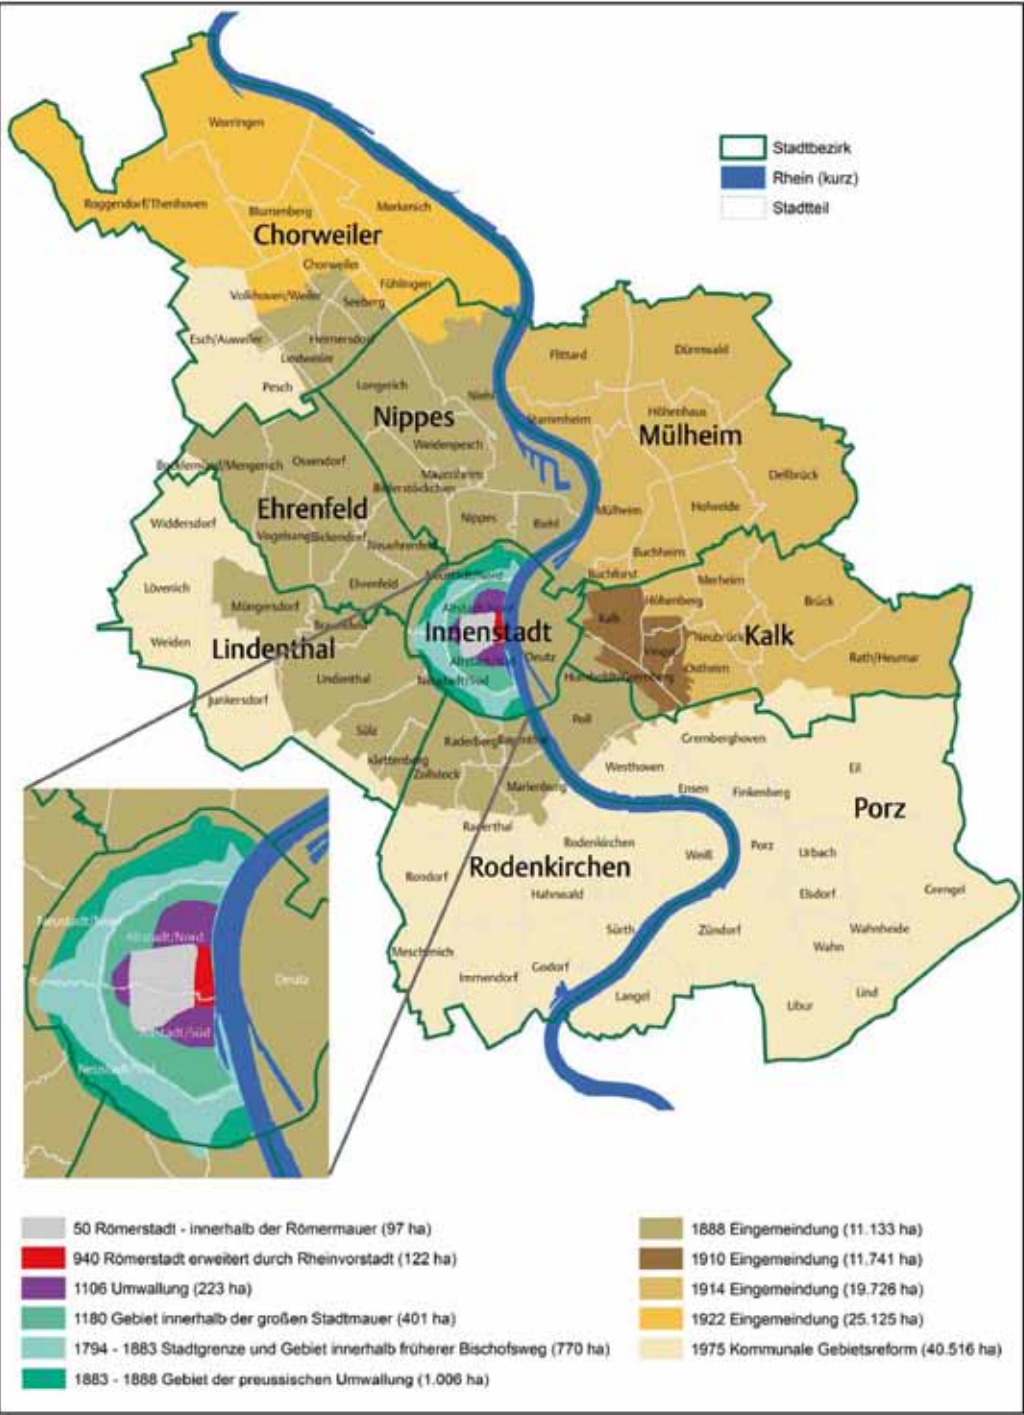 Stadtbezirk
Rhein (kurz)
Stadtteil
Worringen
Roggendorf/Thenhoven
Blumenberg
Merkenich
Chorweiler
Chorweiler
Fühlingen
Volkhoven/Weiler
Seeberg
Esch/Auweiler
Heimersdorf
Lindweiler
Pesch
Longerich
Niehl
Nippes
Weidenpesch
Flittard
Dünnwald
Stammheim
Höhenhaus
Mülheim
Dellbrück
Bocklemünd/Mengenich
Ossendorf
Mauenheim
Bilderstöckchen
Ehrenfeld
Nippes
Riehl
Mülheim
Holweide
Widdersdorf
Vogelsang
Bickendorf
Neuehrenfeld
Buchheim
Ehrenfeld
Neustadt/Nord
Buchforst
Merheim
Lövenich
Müngersdorf
Braunsfeld
Altstadt/Nord
Innenstadt
Kalk
Höhenberg
Brück
Weiden
Lindenthal
Vingst
Neubrück
Kalk
Altstadt/Süd
Deutz
Rath/Heumar
Lindenthal
Neustadt/Süd
Humboldt/Gremberg
Ostheim
Junkersdorf
Sülz
Raderberg
Bayenthal
Poll
Gremberghoven
Klettenberg
Zollstock
Westhoven
Eil
Marienburg
Ensen
Finkenberg
Porz
Raderthal
Rodenkirchen
Weiß
Porz
Urbach
Rodenkirchen
Rondorf
Hahnwald
Elsdorf
Grengel
Sürth
Zündorf
Wahnheide
Wahn
Meschenich
Immendorf
Godorf
Langel
Libur
Lind
Neustadt/Nord
Altstadt/Nord
Deutz
Altstadt/Süd
Neustadt/Süd
50 Römerstadt - innerhalb der Römermauer (97 ha)
940 Römerstadt erweitert durch Rheinvorstadt (122 ha)
1106 Umwallung (223 ha)
1180 Gebiet innerhalb der großen Stadtmauer (401 ha)
1794 - 1883 Stadtgrenze und Gebiet innerhalb früherer Bischofsweg (770 ha)
1883 - 1888 Gebiet der preussischen Umwallung (1.006 ha)
1888 Eingemeindung (11.133 ha)
1910 Eingemeindung (11.741 ha)
1914 Eingemeindung (19.726 ha)
1922 Eingemeindung (25.125 ha)
1975 Kommunale Gebietsreform (40.516 ha)